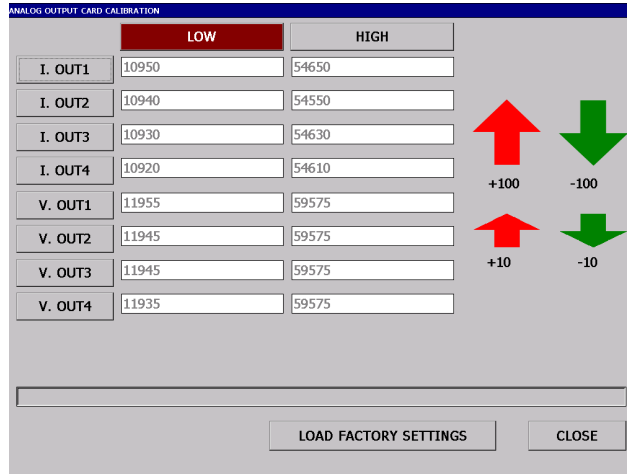 ANALOG OUTPUT CARD CALIBRATION
LOW HIGH
I. OUT1 10950 54650
I. OUT2 10940 54550
I. OUT3 10930 54630
I. OUT4 10920 54610
+100 -100
V. OUT1 11955 59575
V. OUT2 11945 59575
+10 -10
V. OUT3 11945 59575
V. OUT4 11935 59575
LOAD FACTORY SETTINGS CLOSE